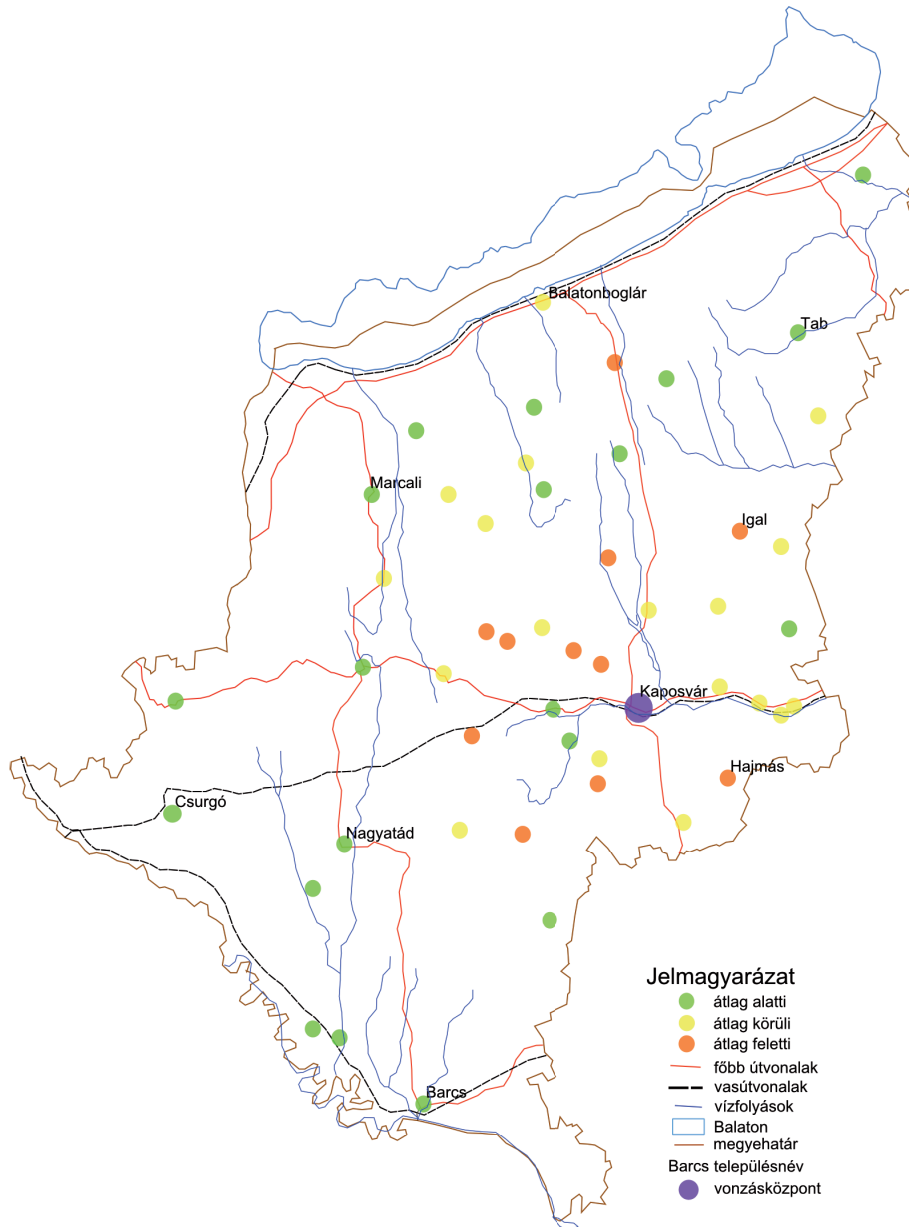 Balatonboglár
Tab
Marcali
Igal
Kaposvár
Hajmás
Csurgó
Nagyatád
Barcs
Jelmagyarázat
átlag alatti
átlag körüli
átlag feletti
főbb útvonalak
vasútvonalak
vízfolyások
Balaton
megyehatár
Barcs településnév
vonzásközpont